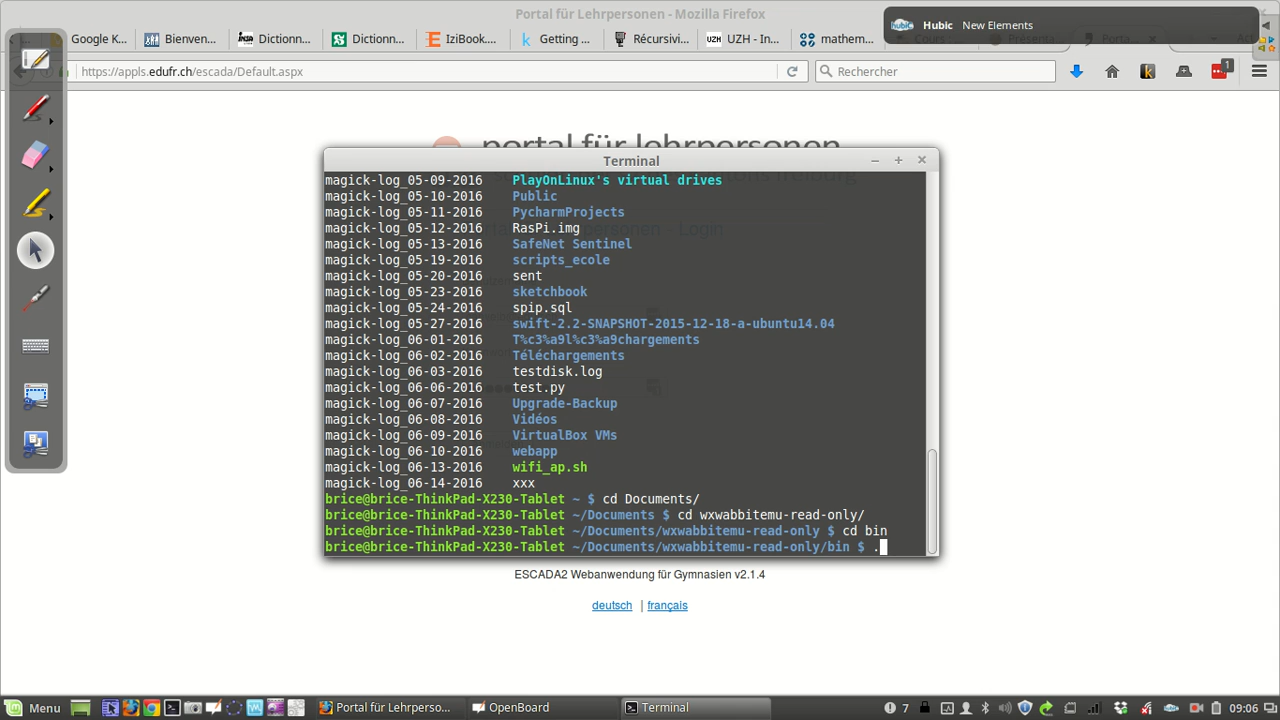 Portal für Lehrpersonen - Mozilla Firefox
Hubic New Elements
Google K...
Bienven...
Dictionn...
Dictionn...
IziBook....
Getting ...
Récursivi...
UZH - In...
mathem...
https://appls.edufr.ch/escada/Default.aspx
Rechercher
1
portal für lehrpersonen
Terminal
magick-log_05-09-2016 PlayOnLinux's virtual drives
magick-log_05-10-2016 Public
magick-log_05-11-2016 PycharmProjects
magick-log_05-12-2016 RasPi.img
magick-log_05-13-2016 SafeNet Sentinel
magick-log_05-19-2016 scripts_ecole
magick-log_05-20-2016 sent
magick-log_05-23-2016 sketchbook
magick-log_05-24-2016 spip.sql
magick-log_05-27-2016 swift-2.2-SNAPSHOT-2015-12-18-a-ubuntu14.04
magick-log_06-01-2016 T%c3%a9l%c3%a9chargements
magick-log_06-02-2016 Téléchargements
magick-log_06-03-2016 testdisk.log
magick-log_06-06-2016 test.py
magick-log_06-07-2016 Upgrade-Backup
magick-log_06-08-2016 Vidéos
magick-log_06-09-2016 VirtualBox VMs
magick-log_06-10-2016 webapp
magick-log_06-13-2016 wifi_ap.sh
magick-log_06-14-2016 xxx
brice@brice-ThinkPad-X230-Tablet ~ $ cd Documents/
brice@brice-ThinkPad-X230-Tablet ~/Documents $ cd wxwabbitemu-read-only/
brice@brice-ThinkPad-X230-Tablet ~/Documents/wxwabbitemu-read-only $ cd bin
brice@brice-ThinkPad-X230-Tablet ~/Documents/wxwabbitemu-read-only/bin $ .
ESCADA2 Webanwendung für Gymnasien v2.1.4
deutsch | français
Menu
Portal für Lehrperso...
OpenBoard
Terminal
7
09:06